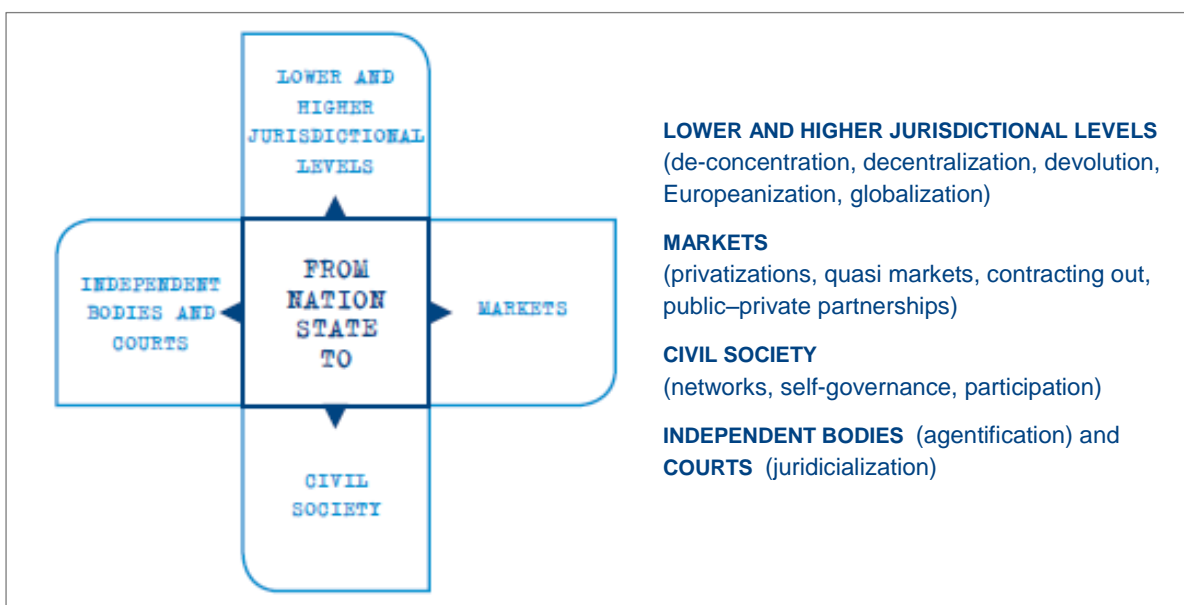 LOWER AND
HIGHER
JURISDICTIONAL
LEVELS
INDEPENDENT
BODIES AND
COURTS
FROM
NATION
STATE
TO
MARKETS
CIVIL
SOCIETY
LOWER AND HIGHER JURISDICTIONAL LEVELS
(de-concentration, decentralization, devolution,
Europeanization, globalization)
MARKETS
(privatizations, quasi markets, contracting out,
public–private partnerships)
CIVIL SOCIETY
(networks, self-governance, participation)
INDEPENDENT BODIES (agentification) and
COURTS (juridicialization)